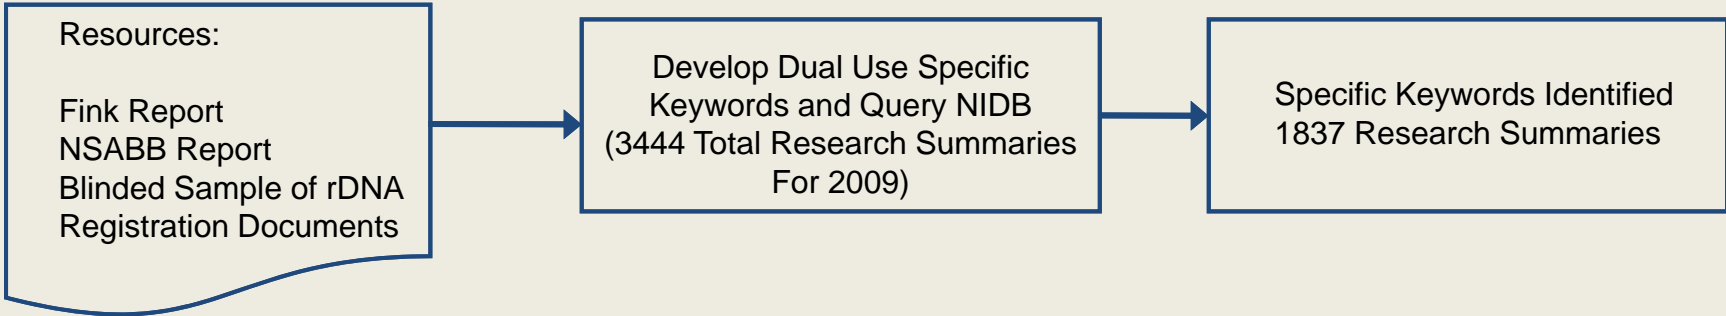 Resources:
Fink Report
NSABB Report
Blinded Sample of rDNA
Registration Documents
Develop Dual Use Specific
Keywords and Query NIDB
(3444 Total Research Summaries
For 2009)
Specific Keywords Identified
1837 Research Summaries